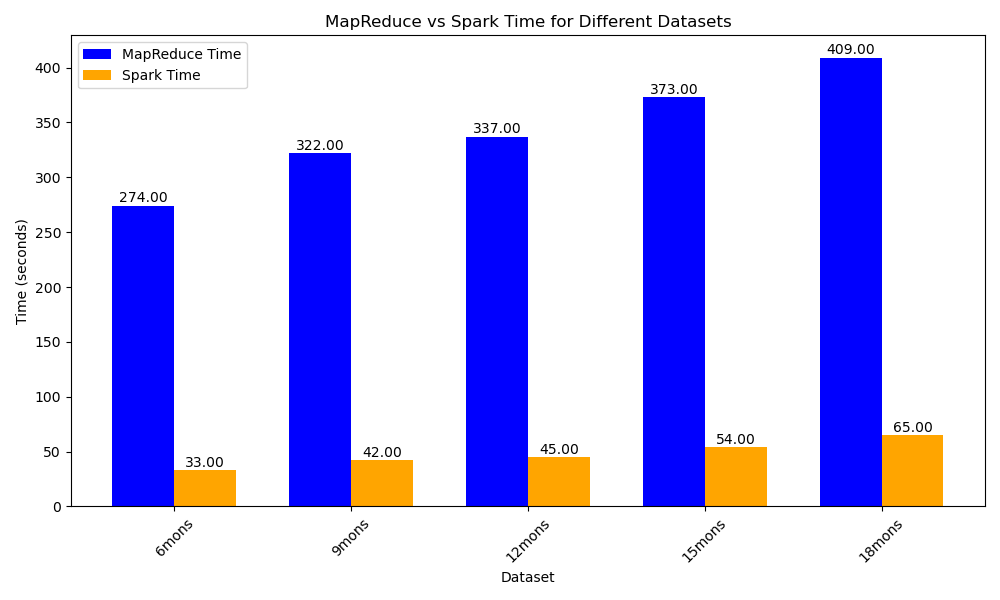 MapReduce vs Spark Time for Different Datasets
MapReduce Time
Spark Time
Time (seconds)
400
350
300
250
200
150
100
50
0
274.00
33.00
322.00
42.00
337.00
45.00
373.00
54.00
409.00
65.00
6mons
9mons
12mons
15mons
18mons
Dataset